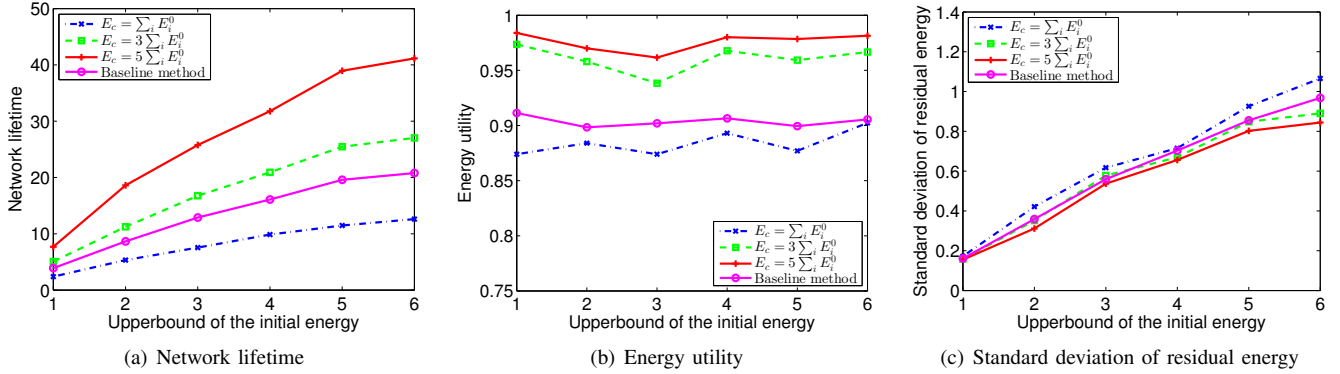 50
40
30
20
10
0
Network lifetime
E_c = ∑_i E_i^0
E_c = 3 ∑_i E_i^0
E_c = 5 ∑_i E_i^0
Baseline method
1 2 3 4 5 6
Upperbound of the initial energy
(a) Network lifetime
1
0.95
0.9
0.85
0.8
0.75
Energy utility
E_c = ∑_i E_i^0
E_c = 3 ∑_i E_i^0
E_c = 5 ∑_i E_i^0
Baseline method
1 2 3 4 5 6
Upperbound of the initial energy
(b) Energy utility
1.4
1.2
1
0.8
0.6
0.4
0.2
0
Standard deviation of residual energy
E_c = ∑_i E_i^0
E_c = 3 ∑_i E_i^0
E_c = 5 ∑_i E_i^0
Baseline method
1 2 3 4 5 6
Upperbound of the initial energy
(c) Standard deviation of residual energy